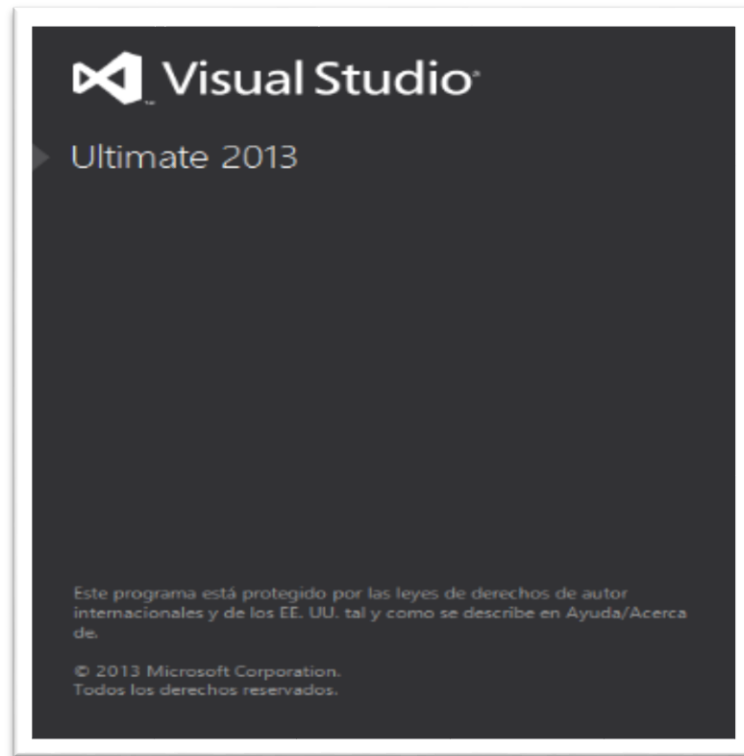 Visual Studio®
Ultimate 2013
Este programa está protegido por las leyes de derechos de autor
internacionales y de los EE. UU. tal y como se describe en Ayuda/Acerca
de.
© 2013 Microsoft Corporation.
Todos los derechos reservados.